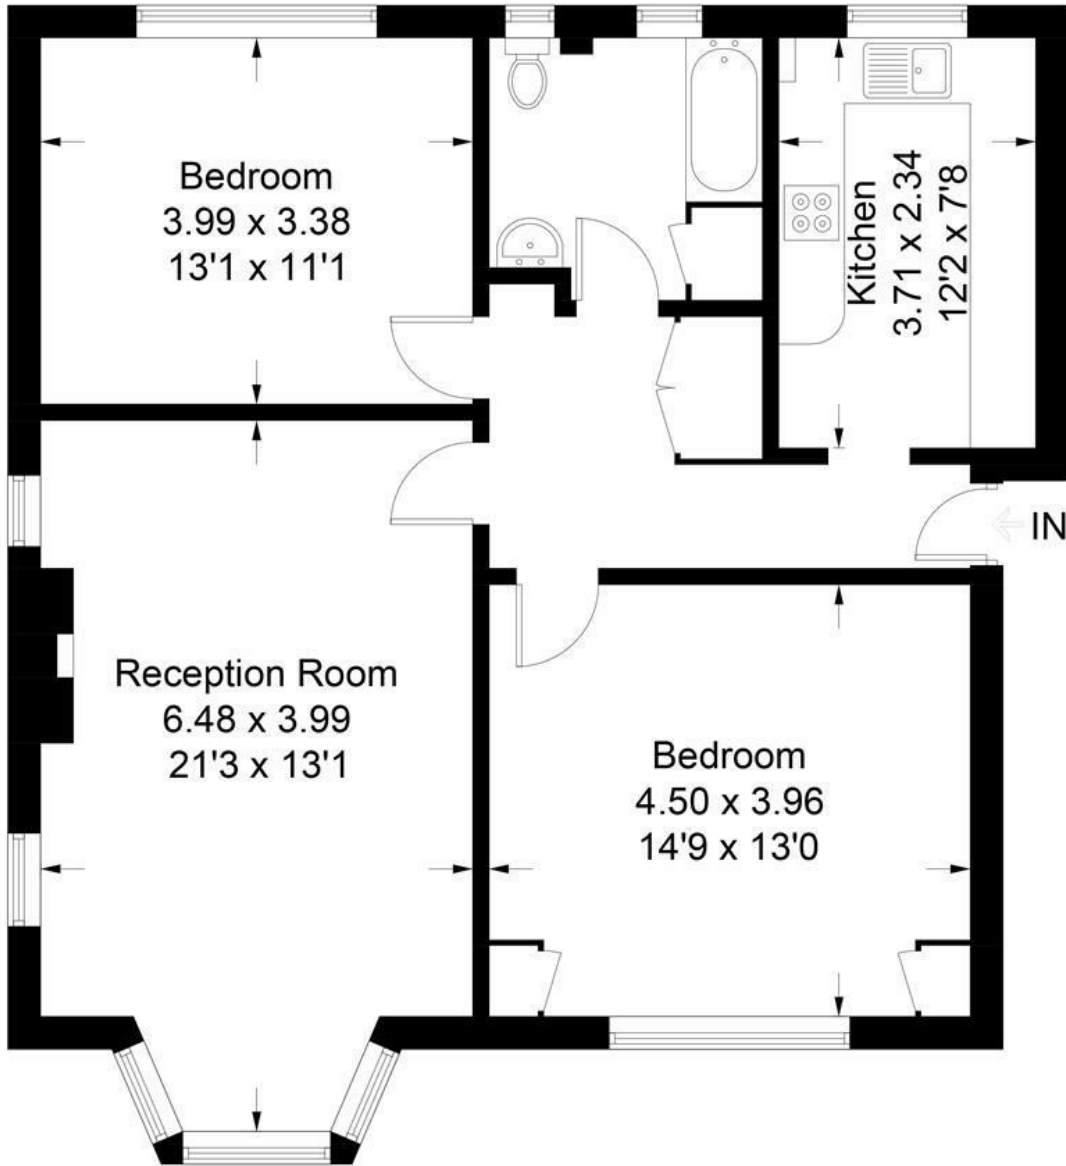 Bedroom
3.99 x 3.38
13'1 x 11'1
Kitchen
3.71 x 2.34
12'2 x 7'8
IN
Reception Room
6.48 x 3.99
21'3 x 13'1
Bedroom
4.50 x 3.96
14'9 x 13'0